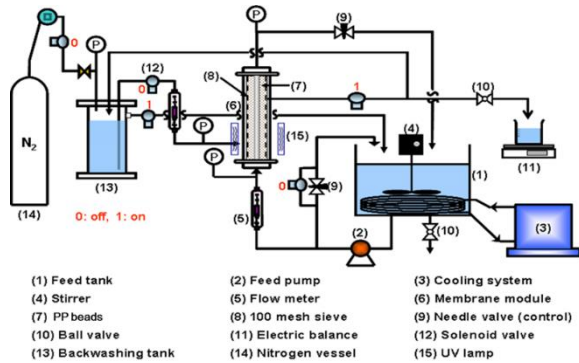 P
(9)
0
P
(12)
(8)
(7)
0
1
(10)
1
(6)
(4)
N₂
P
(15)
(1)
(11)
P
0
(9)
(13)
(5)
(10)
(3)
(14)
0: off, 1: on
(2)
(1) Feed tank (2) Feed pump (3) Cooling system
(4) Stirrer (5) Flow meter (6) Membrane module
(7) PP beads (8) 100 mesh sieve (9) Needle valve (control)
(10) Ball valve (11) Electric balance (12) Solenoid valve
(13) Backwashing tank (14) Nitrogen vessel (15) UV lamp